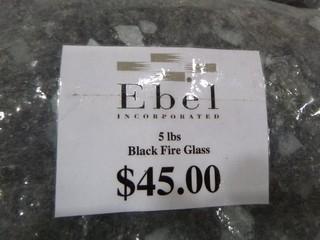 Ebel
INCORPORATED
5 lbs
Black Fire Glass
$45.00